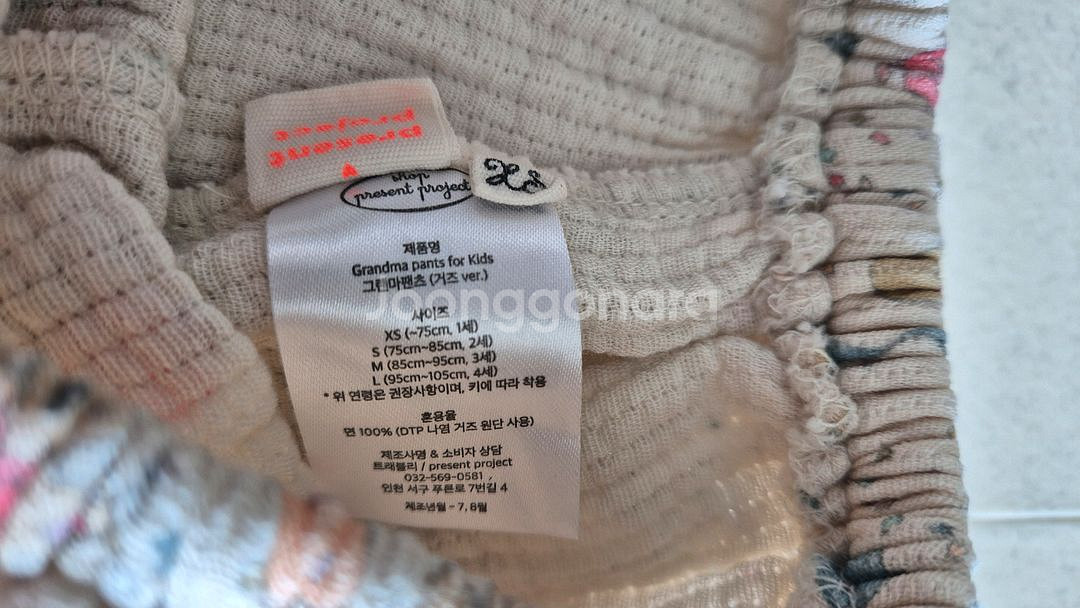 present
project
Xs
shop
present project
제품명
Grandma pants for Kids
그랜마팬츠 (거즈 ver.)
Joonggonara
사이즈
XS (~75cm, 1세)
S (75cm~85cm, 2세)
M (85cm~95cm, 3세)
L (95cm~105cm, 4세)
* 위 연령은 권장사항이며, 키에 따라 착용
혼용율
면 100% (DTP 나염 거즈 원단 사용)
제조사명 & 소비자 상담
트래블리 / present project
032-569-0581 ,
인천 서구 푸른로 7번길 4
제조년월 - 7, 8월